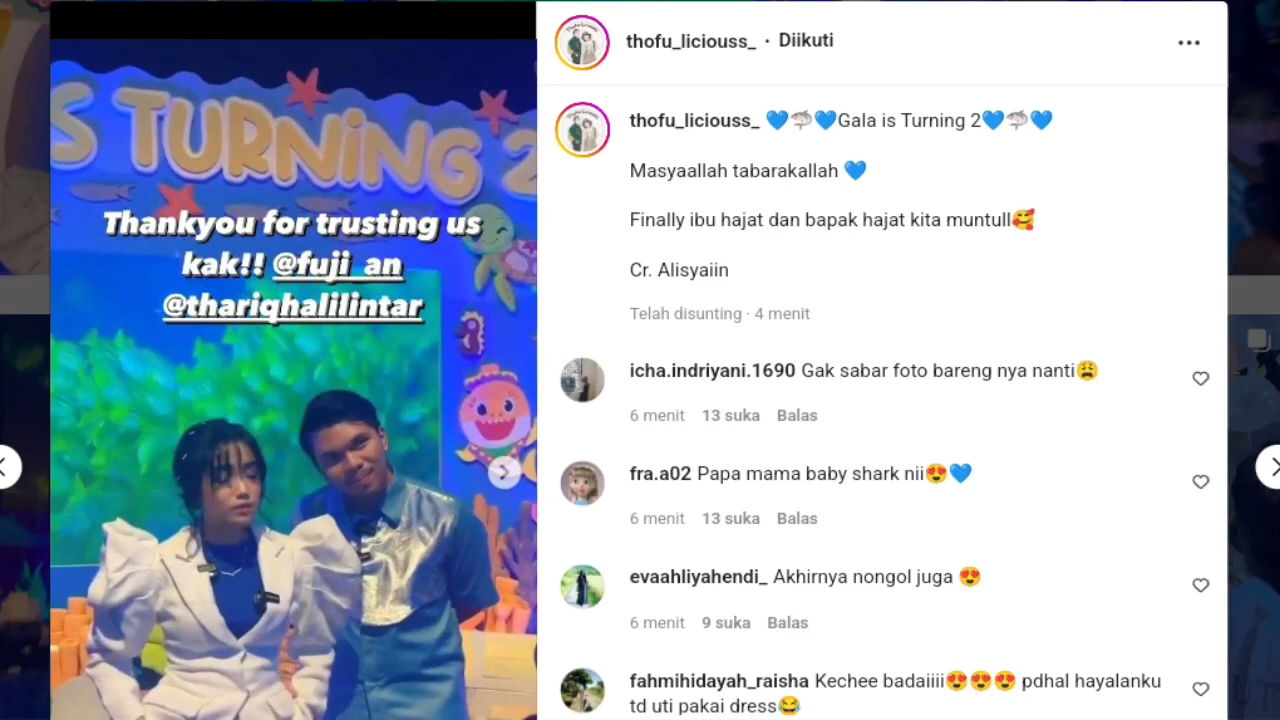 S TURNiNG 2
Thankyou for trusting us
kak!! @fuji_an
@thariqhalilintar
thofu_liciouss_ · Diikuti
thofu_liciouss_ 💙🦈💙Gala is Turning 2💙🦈💙
Masyaallah tabarakallah 💙
Finally ibu hajat dan bapak hajat kita muntull🥰
Cr. Alisyaiin
Telah disunting · 4 menit
icha.indriyani.1690 Gak sabar foto bareng nya nanti😩
6 menit 13 suka Balas
fra.a02 Papa mama baby shark nii😍💙
6 menit 13 suka Balas
evaahliyahendi_ Akhirnya nongol juga 😍
6 menit 9 suka Balas
fahmihidayah_raisha Kechee badaiiii😍😍😍 pdhal hayalanku
td uti pakai dress😂